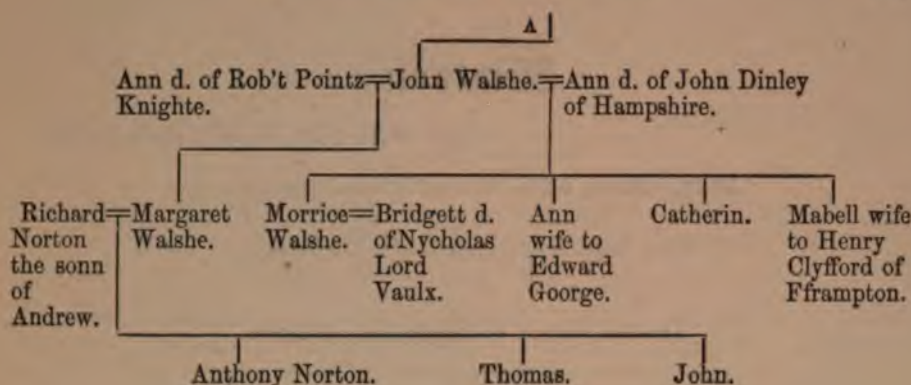 A
Ann d. of Rob't Pointz=John Walshe.=Ann d. of John Dinley
Knighte.
of Hampshire.
Richard=Margaret
Norton
the sonn
of
Andrew.
Walshe.
Morrice=Bridgett d.
Walshe.
of Nycholas
Lord
Vaulx.
Ann
wife to
Edward
Goorge.
Catherin.
Mabell wife
to Henry
Clyfford of
Fframpton.
Anthony Norton.
Thomas.
John.